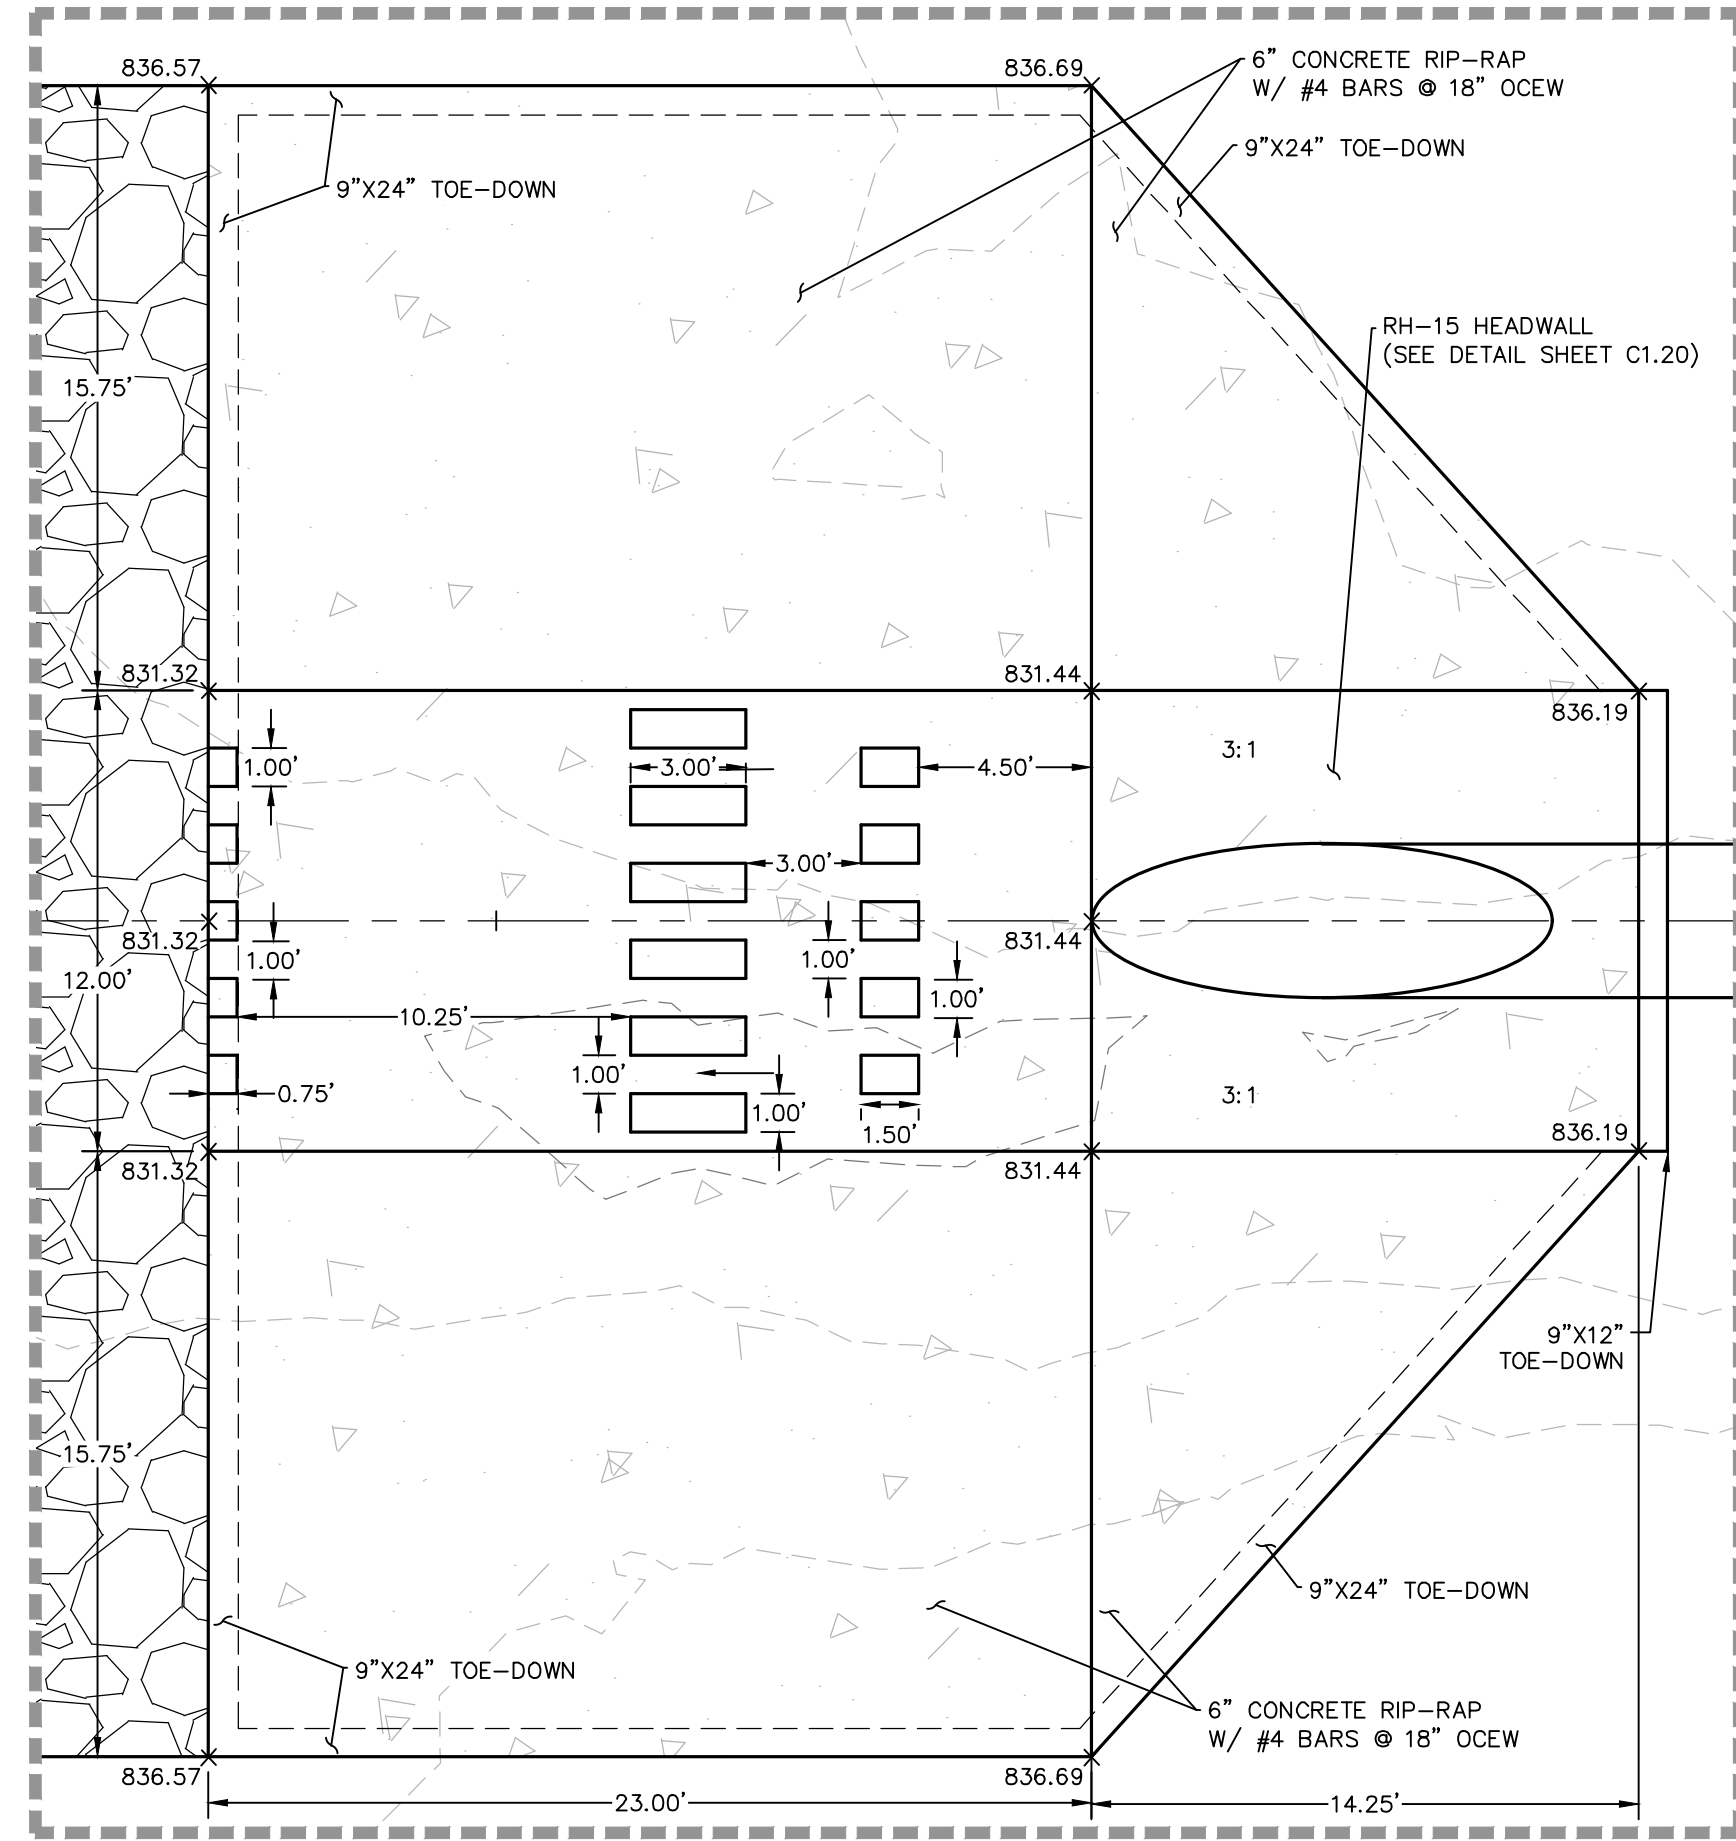 836.57
836.69
6" CONCRETE RIP-RAP
W/ #4 BARS @ 18" OCEW
9"X24" TOE-DOWN
9"X24" TOE-DOWN
RH-15 HEADWALL
(SEE DETAIL SHEET C1.20)
15.75'
831.32
831.44
836.19
1.00'
3.00'
4.50'
3:1
3.00'
831.32
831.44
1.00'
1.00'
12.00'
1.00'
10.25'
1.00'
0.75'
1.00'
3:1
1.50'
836.19
831.32
831.44
9"X12"
TOE-DOWN
15.75'
9"X24" TOE-DOWN
9"X24" TOE-DOWN
6" CONCRETE RIP-RAP
W/ #4 BARS @ 18" OCEW
836.57
836.69
23.00'
14.25'